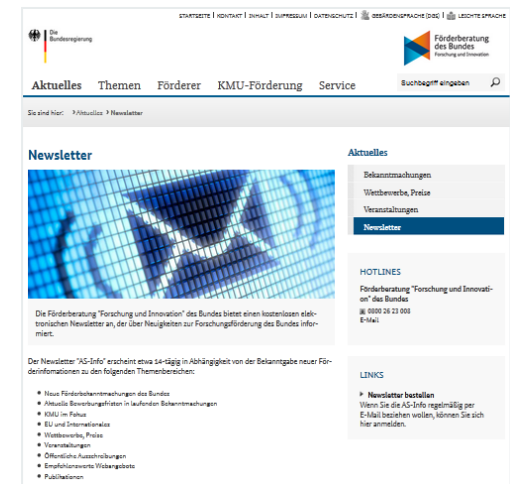 STARTSEITE | KONTAKT | INHALT | IMPRESSUM | DATENSCHUTZ | GEBÄRDENSPRACHE (DGS) | LEICHTE SPRACHE
Die
Bundesregierung
Förderberatung
des Bundes
Forschung und Innovation
Aktuelles Themen Förderer KMU-Förderung Service
Suchbegriff eingeben
Sie sind hier: Aktuelles Newsletter
Newsletter
Die Förderberatung "Forschung und Innovation" des Bundes bietet einen kostenlosen elek-
tronischen Newsletter an, der über Neuigkeiten zur Forschungsförderung des Bundes infor-
miert.
Der Newsletter "AS-Info" erscheint etwa 14-tägig in Abhängigkeit von der Bekanntgabe neuer För-
derinfomationen zu den folgenden Themenbereichen:
Neue Förderbekanntmachungen des Bundes
Aktuelle Bewerbungsfristen in laufenden Bekanntmachungen
KMU im Fokus
EU und Internationales
Wettbewerbe, Preise
Veranstaltungen
Öffentliche Ausschreibungen
Empfehlenswerte Webangebote
Publikationen
Aktuelles
Bekanntmachungen
Wettbewerbe, Preise
Veranstaltungen
Newsletter
HOTLINES
Förderberatung "Forschung und Innovati-
on" des Bundes
0800 26 23 008
E-Mail
LINKS
Newsletter bestellen
Wenn Sie die AS-Info regelmäßig per
E-Mail beziehen wollen, können Sie sich
hier anmelden.